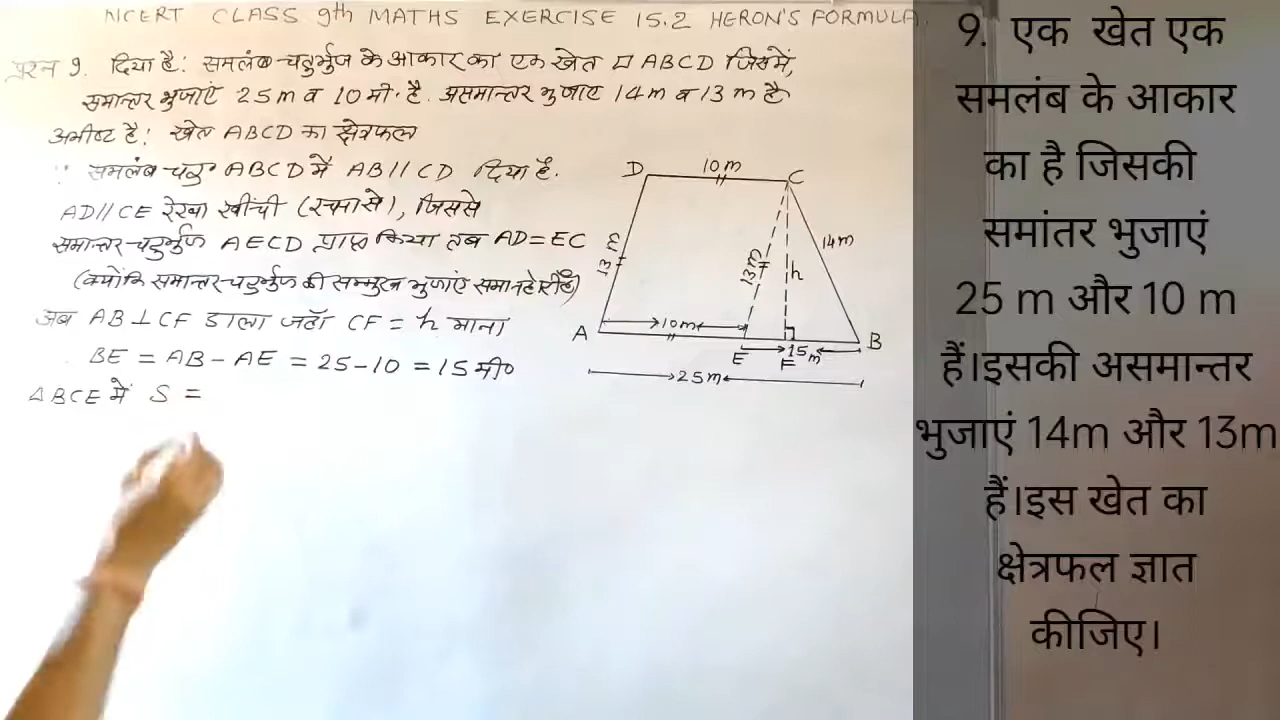 NCERT CLASS 9th MATHS EXERCISE 15.2 HERON'S FORMULA.
प्रश्न 9. दिया है: समलंब चतुर्भुज के आकार का एक खेत □ ABCD जिसमें,
समान्तर भुजाएं 25m व 10 मी. है. असमान्तर भुजाएं 14m व 13 m है
अभीष्ट है: खेत ABCD का क्षेत्रफल
∵ समलंब चतु० ABCD में AB // CD दिया है.
AD//CE रेखा खींची (रचना से), जिससे
समान्तर चतुर्भुज AECD प्राप्त किया तब AD = EC
(क्योंकि समान्तर चतुर्भुज की सम्मुख भुजाएं समान होती हैं)
अब AB⊥CF डाला जहाँ CF = h माना
BE = AB - AE = 25-10 = 15 मी०
△BCE में S =
D 10m C
13m 13m h 14m
A 10m E F 15m B
25m
9. एक खेत एक
समलंब के आकार
का है जिसकी
समांतर भुजाएं
25 m और 10 m
हैं।इसकी असमान्तर
भुजाएं 14m और 13m
हैं।इस खेत का
क्षेत्रफल ज्ञात
कीजिए।